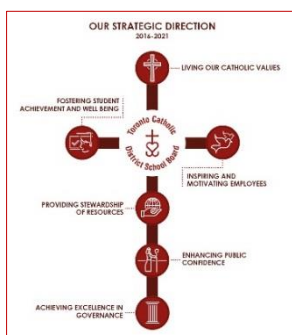 OUR STRATEGIC DIRECTION
2016-2021
LIVING OUR CATHOLIC VALUES
FOSTERING STUDENT
ACHIEVEMENT AND WELL BEING
Toronto Catholic
District School Board
INSPIRING AND
MOTIVATING EMPLOYEES
PROVIDING STEWARDSHIP
OF RESOURCES
ENHANCING PUBLIC
CONFIDENCE
ACHIEVING EXCELLENCE IN
GOVERNANCE